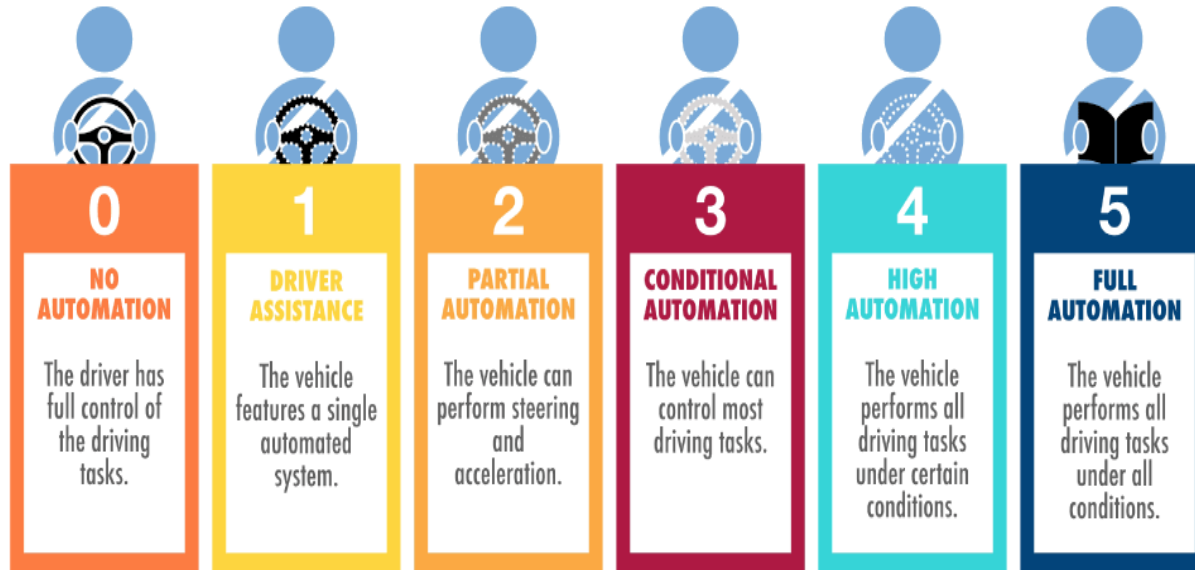 0
NO
AUTOMATION
The driver has
full control of
the driving
tasks.
1
DRIVER
ASSISTANCE
The vehicle
features a single
automated
system.
2
PARTIAL
AUTOMATION
The vehicle can
perform steering
and
acceleration.
3
CONDITIONAL
AUTOMATION
The vehicle can
control most
driving tasks.
4
HIGH
AUTOMATION
The vehicle
performs all
driving tasks
under certain
conditions.
5
FULL
AUTOMATION
The vehicle
performs all
driving tasks
under all
conditions.